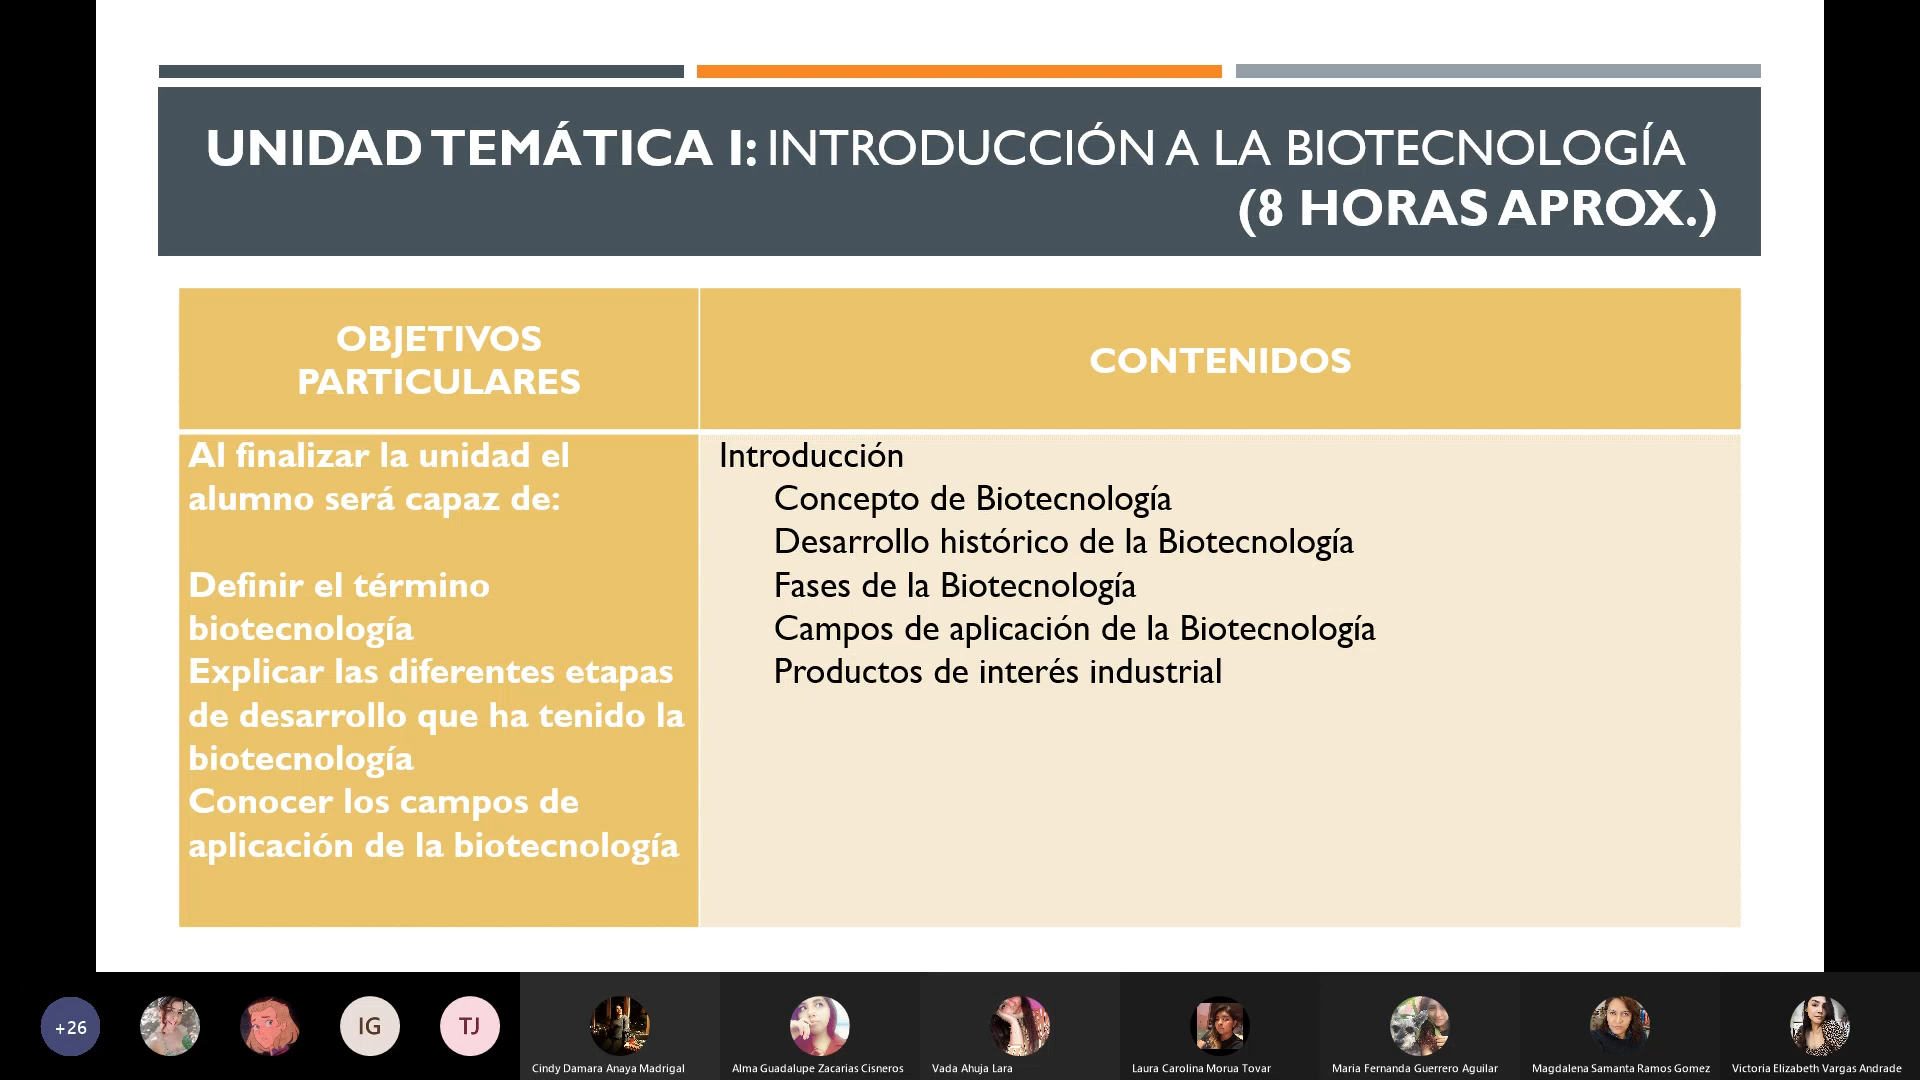 UNIDAD TEMÁTICA I: INTRODUCCIÓN A LA BIOTECNOLOGÍA
(8 HORAS APROX.)
OBJETIVOS
PARTICULARES
CONTENIDOS
Al finalizar la unidad el
alumno será capaz de:
Definir el término
biotecnología
Explicar las diferentes etapas
de desarrollo que ha tenido la
biotecnología
Conocer los campos de
aplicación de la biotecnología
Introducción
Concepto de Biotecnología
Desarrollo histórico de la Biotecnología
Fases de la Biotecnología
Campos de aplicación de la Biotecnología
Productos de interés industrial
+26
IG
TJ
Cindy Damara Anaya Madrigal
Alma Guadalupe Zacarias Cisneros
Vada Ahuja Lara
Laura Carolina Morua Tovar
Maria Fernanda Guerrero Aguilar
Magdalena Samanta Ramos Gomez
Victoria Elizabeth Vargas Andrade